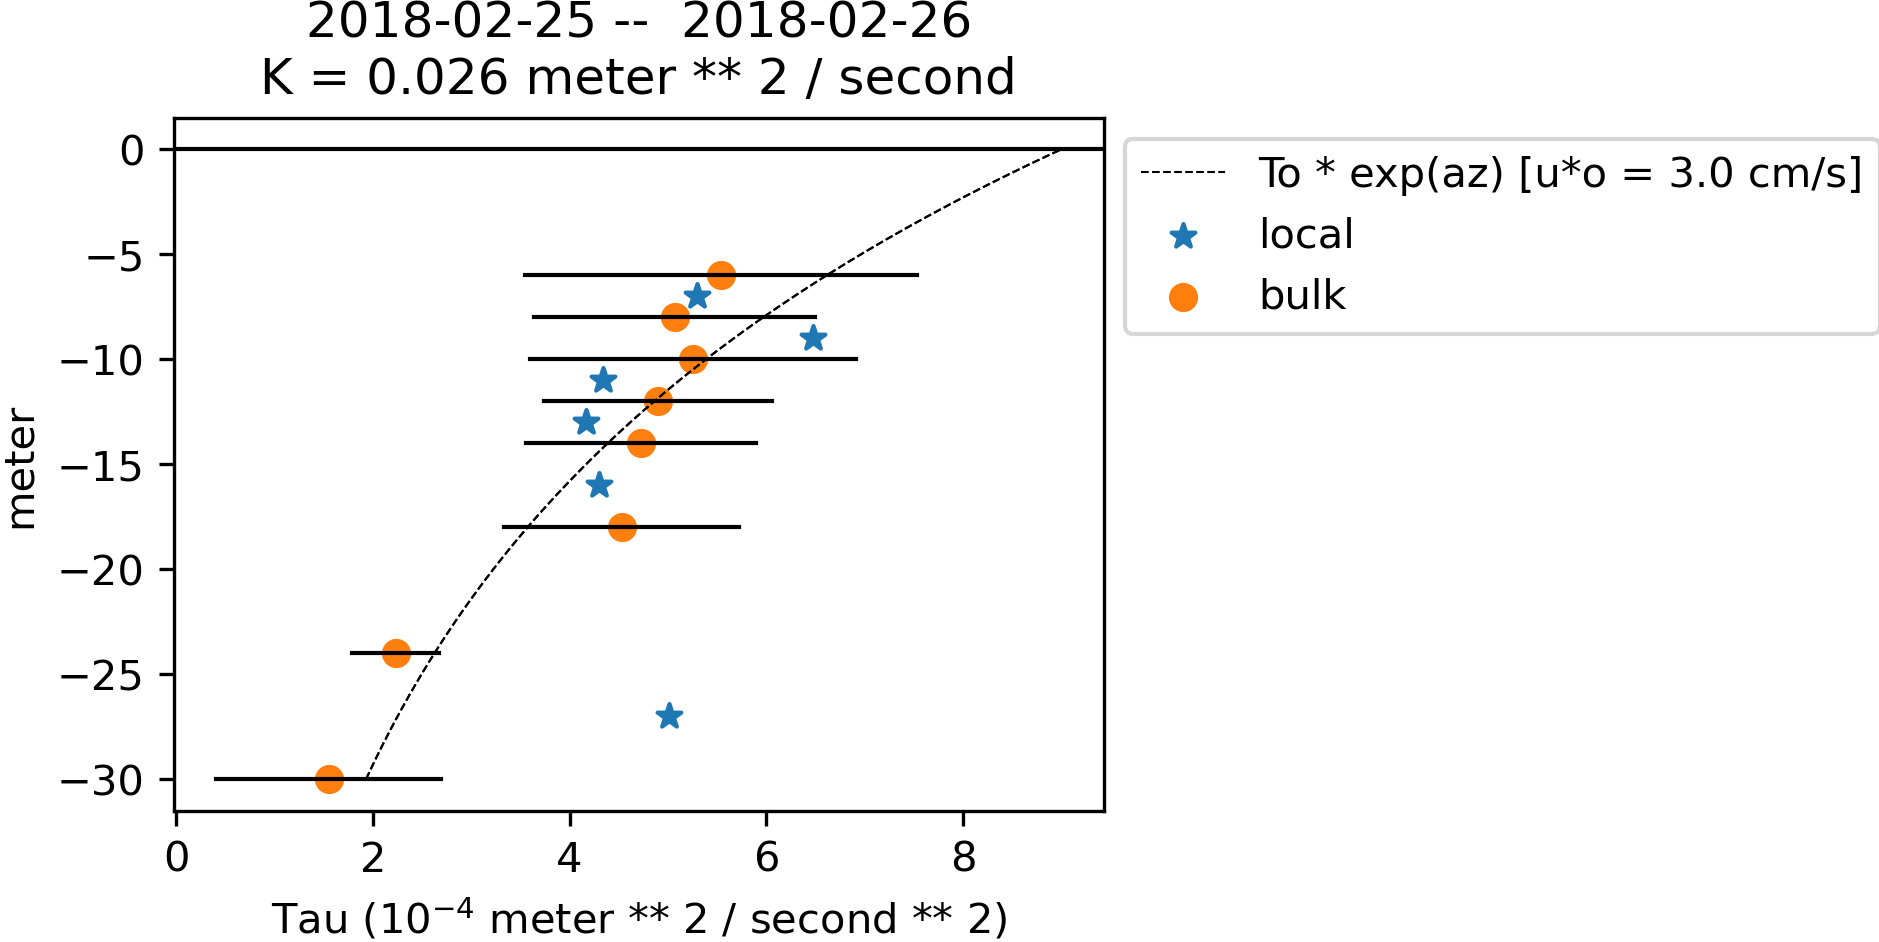 2018-02-25 --  2018-02-26
K = 0.026 meter ** 2 / second
To * exp(az) [u*o = 3.0 cm/s]
local
bulk
meter
0
−5
−10
−15
−20
−25
−30
0 2 4 6 8
Tau (10⁻⁴ meter ** 2 / second ** 2)